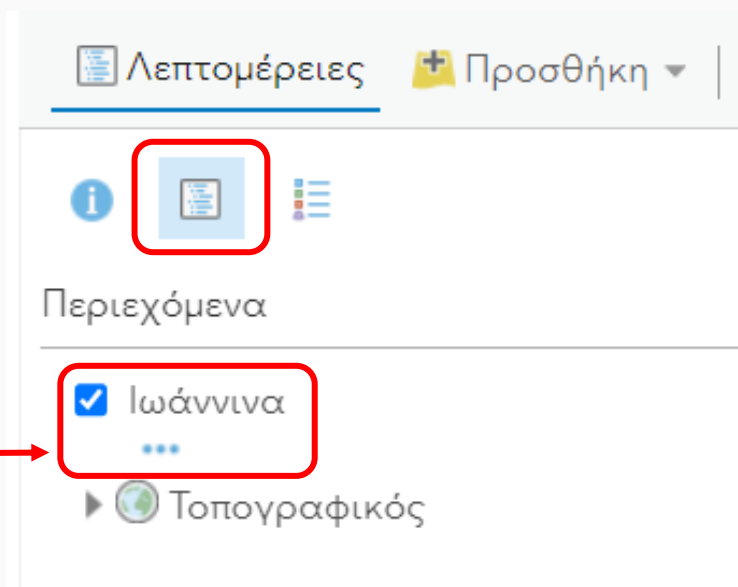 Λεπτομέρειες Προσθήκη
Περιεχόμενα
Ιωάννινα
Τοπογραφικός